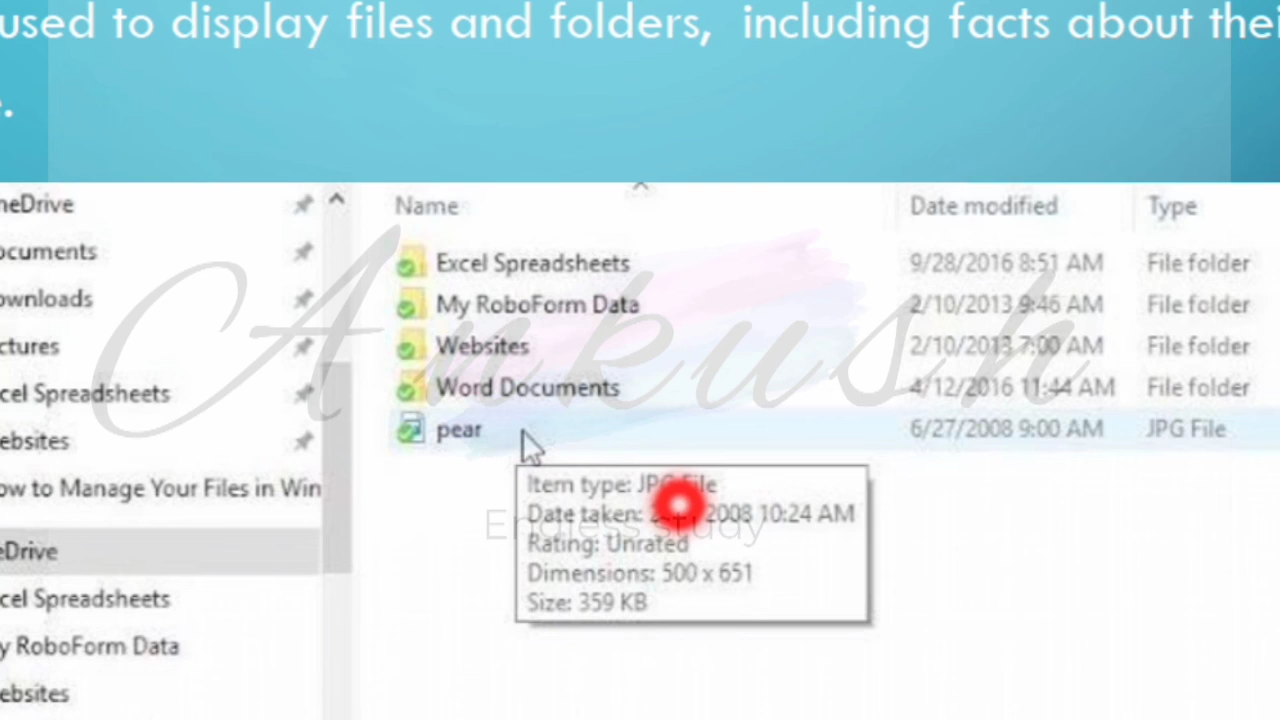 used to display files and folders, including facts about thei
.
neDrive
ocuments
ownloads
ctures
cel Spreadsheets
ebsites
ow to Manage Your Files in Win
eDrive
cel Spreadsheets
y RoboForm Data
ebsites
Name Date modified Type
Excel Spreadsheets 9/28/2016 8:51 AM File folder
My RoboForm Data 2/10/2013 9:46 AM File folder
Websites 2/10/2013 7:00 AM File folder
Word Documents 4/12/2016 11:44 AM File folder
pear 6/27/2008 9:00 AM JPG File
Item type: JPG File
Date taken: 2008 10:24 AM
Rating: Unrated
Dimensions: 500 x 651
Size: 359 KB
Ankush
Endless study